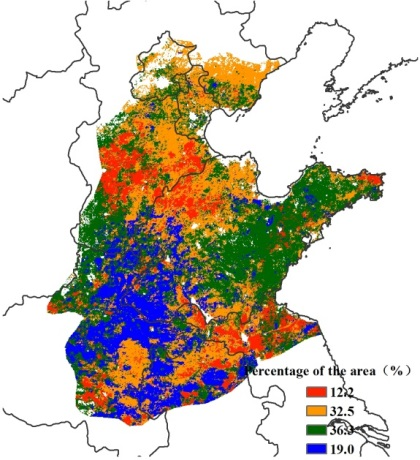 Percentage of the area（%）
12.2
32.5
36.3
19.0